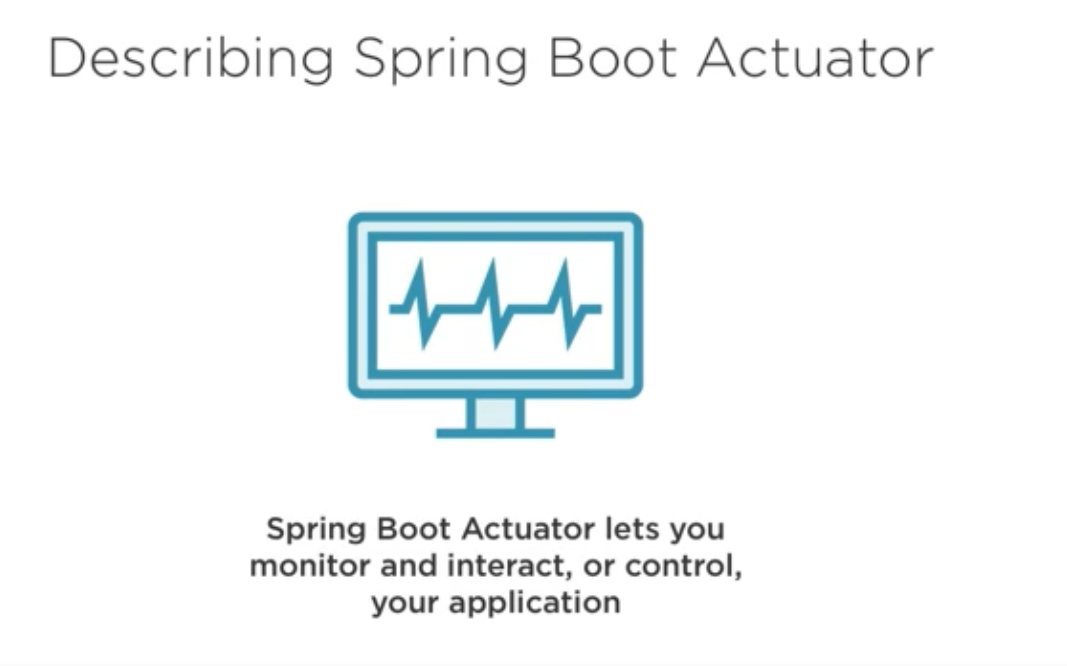 Describing Spring Boot Actuator
Spring Boot Actuator lets you
monitor and interact, or control,
your application